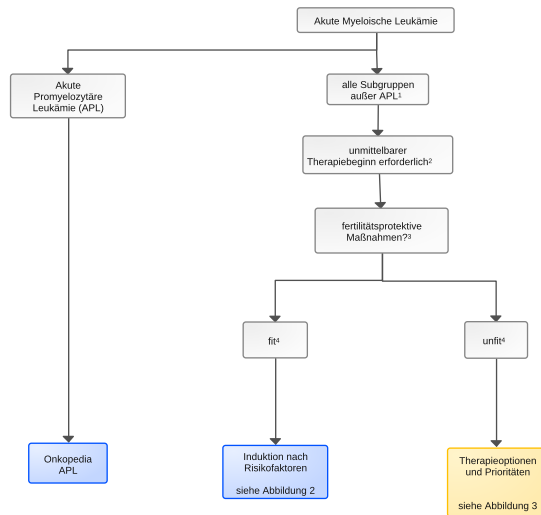 Akute Myeloische Leukämie
Akute
Promyelozytäre
Leukämie (APL)
alle Subgruppen
außer APL¹
unmittelbarer
Therapiebeginn erforderlich²
fertilitätsprotektive
Maßnahmen?³
fit⁴
unfit⁴
Onkopedia
APL
Induktion nach
Risikofaktoren
siehe Abbildung 2
Therapieoptionen
und Prioritäten
siehe Abbildung 3